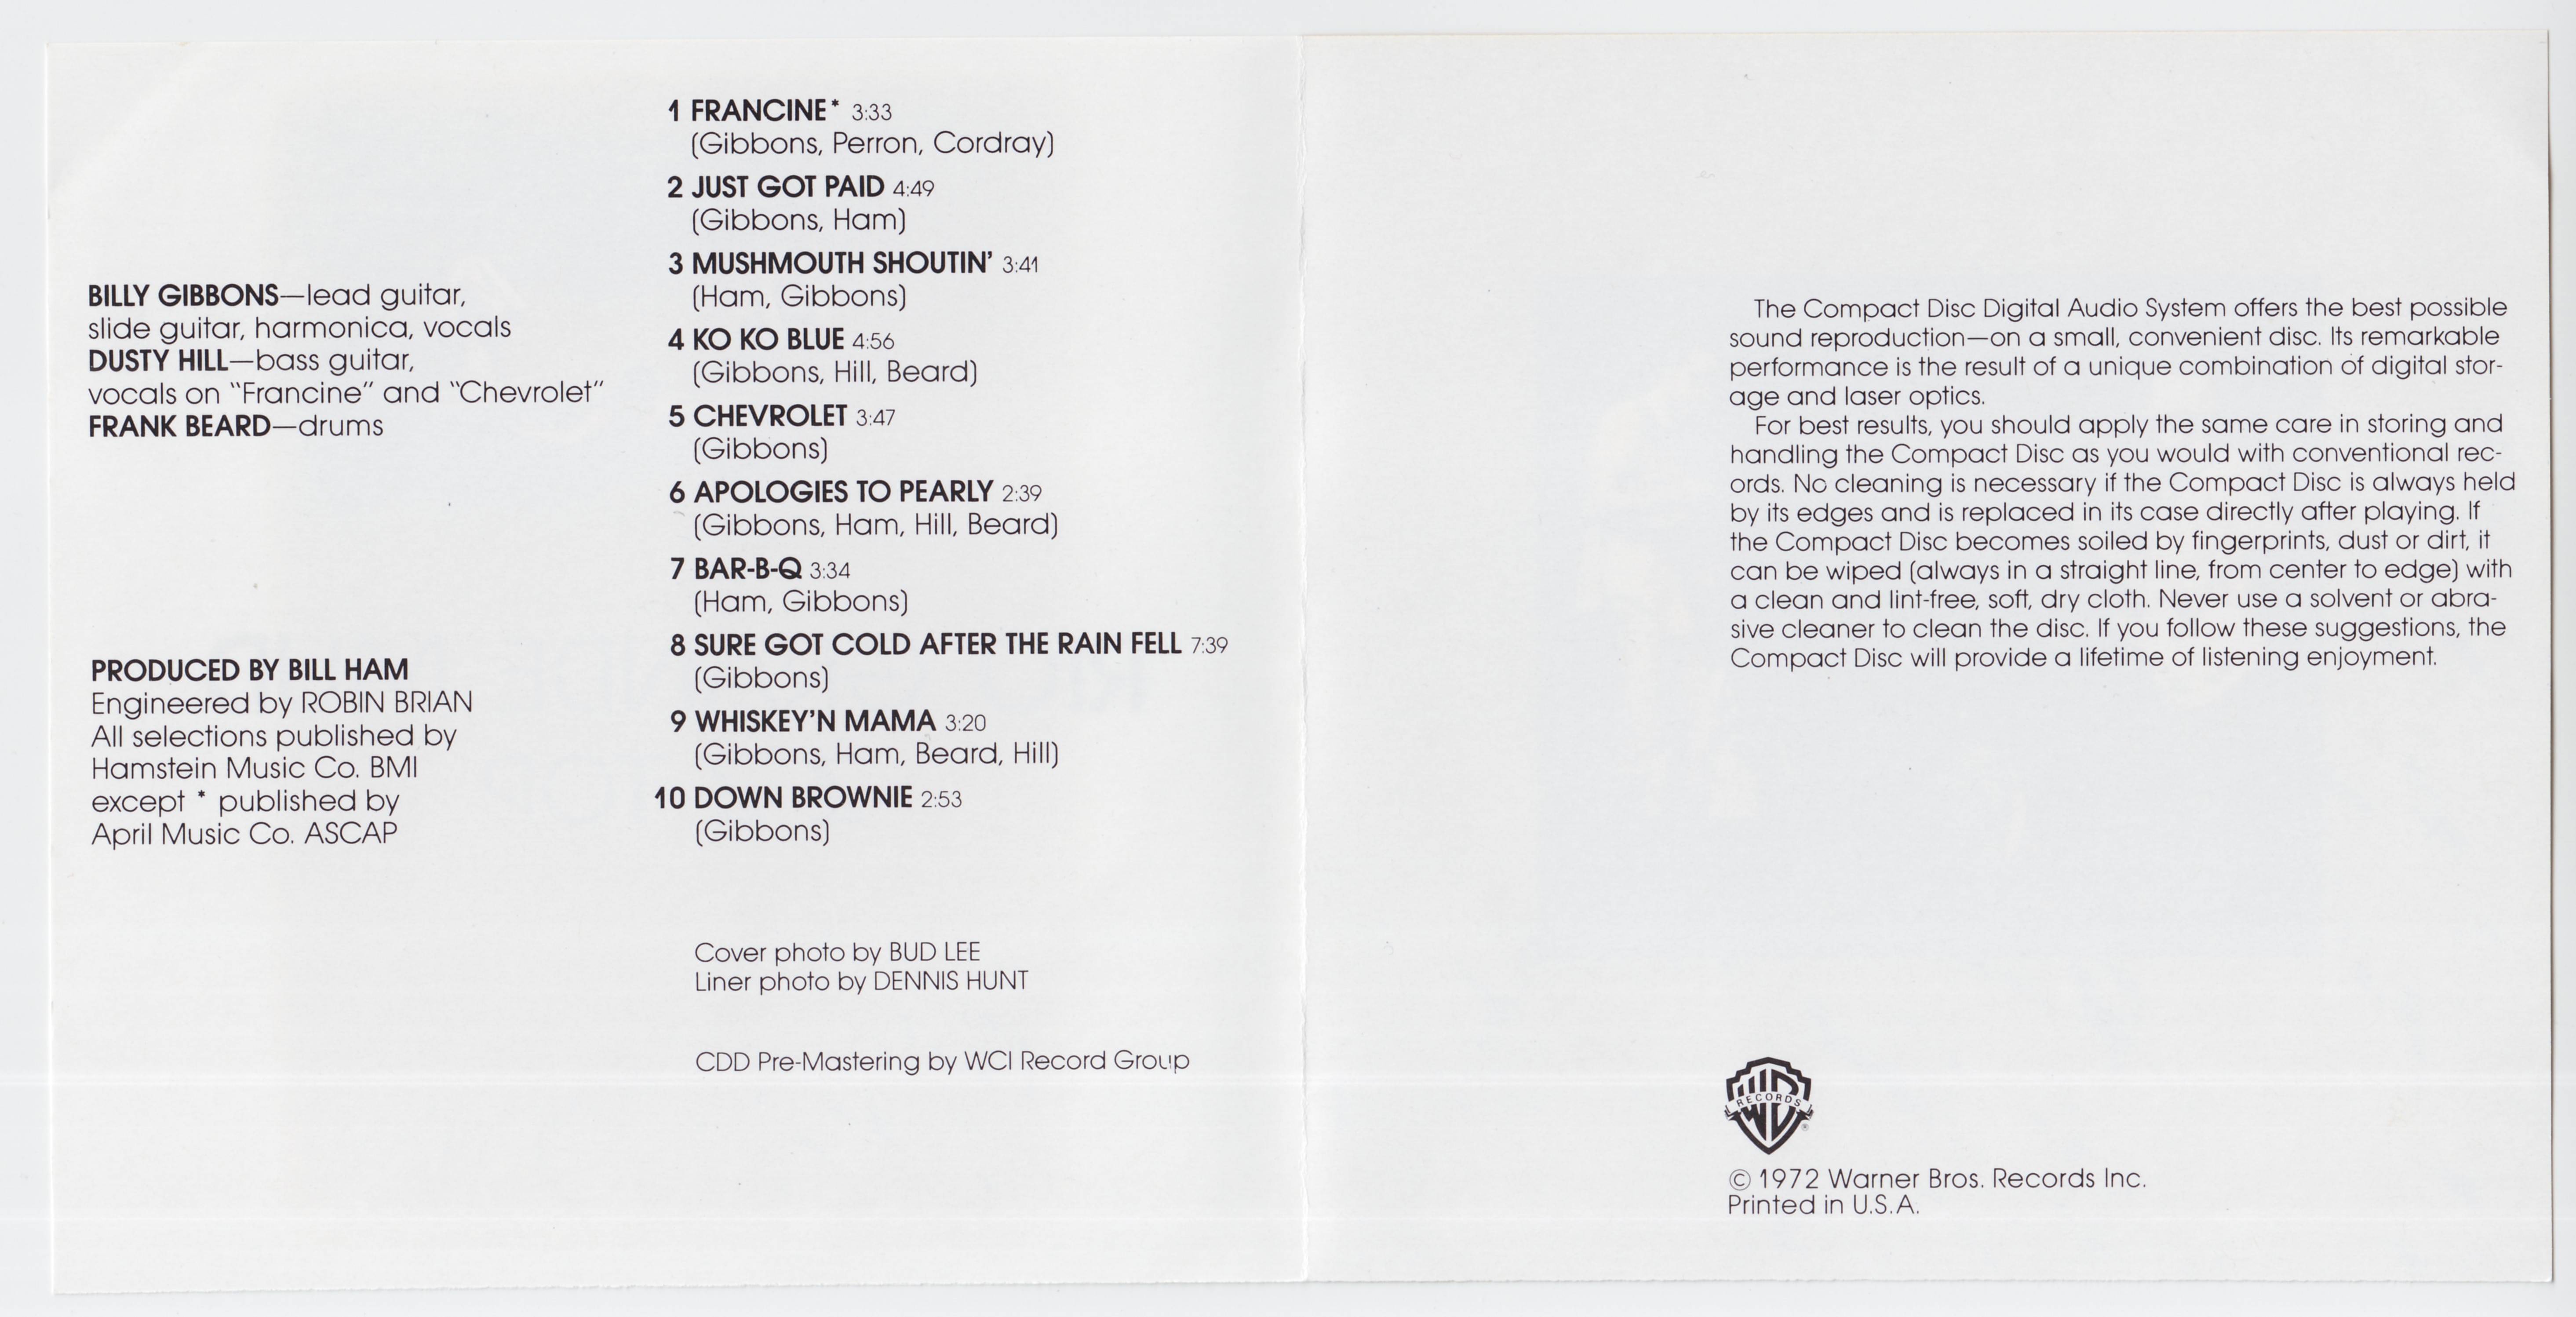 BILLY GIBBONS—lead guitar,
slide guitar, harmonica, vocals
DUSTY HILL—bass guitar,
vocals on "Francine" and "Chevrolet"
FRANK BEARD—drums
PRODUCED BY BILL HAM
Engineered by ROBIN BRIAN
All selections published by
Hamstein Music Co. BMI
except * published by
April Music Co. ASCAP
1 FRANCINE* 3:33
(Gibbons, Perron, Cordray)
2 JUST GOT PAID 4:49
(Gibbons, Ham)
3 MUSHMOUTH SHOUTIN' 3:41
(Ham, Gibbons)
4 KO KO BLUE 4:56
(Gibbons, Hill, Beard)
5 CHEVROLET 3:47
(Gibbons)
6 APOLOGIES TO PEARLY 2:39
(Gibbons, Ham, Hill, Beard)
7 BAR-B-Q 3:34
(Ham, Gibbons)
8 SURE GOT COLD AFTER THE RAIN FELL 7:39
(Gibbons)
9 WHISKEY'N MAMA 3:20
(Gibbons, Ham, Beard, Hill)
10 DOWN BROWNIE 2:53
(Gibbons)
Cover photo by BUD LEE
Liner photo by DENNIS HUNT
CDD Pre-Mastering by WCI Record Group
The Compact Disc Digital Audio System offers the best possible
sound reproduction—on a small, convenient disc. Its remarkable
performance is the result of a unique combination of digital stor-
age and laser optics.
For best results, you should apply the same care in storing and
handling the Compact Disc as you would with conventional rec-
ords. No cleaning is necessary if the Compact Disc is always held
by its edges and is replaced in its case directly after playing. If
the Compact Disc becomes soiled by fingerprints, dust or dirt, it
can be wiped (always in a straight line, from center to edge) with
a clean and lint-free, soft, dry cloth. Never use a solvent or abra-
sive cleaner to clean the disc. If you follow these suggestions, the
Compact Disc will provide a lifetime of listening enjoyment.
WB
RECORDS
®
© 1972 Warner Bros. Records Inc.
Printed in U.S.A.